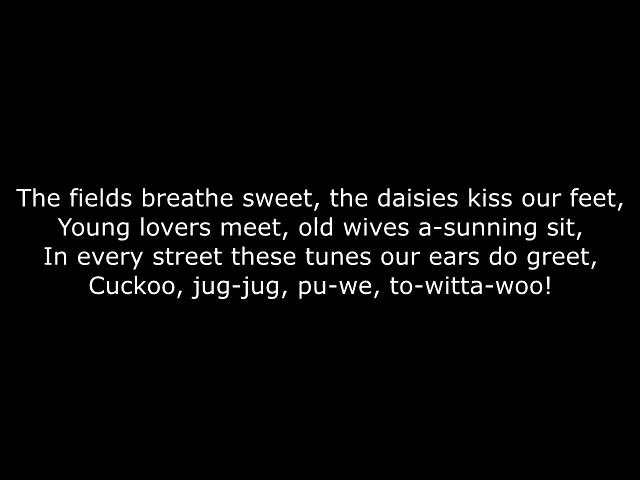 The fields breathe sweet, the daisies kiss our feet,
Young lovers meet, old wives a-sunning sit,
In every street these tunes our ears do greet,
Cuckoo, jug-jug, pu-we, to-witta-woo!